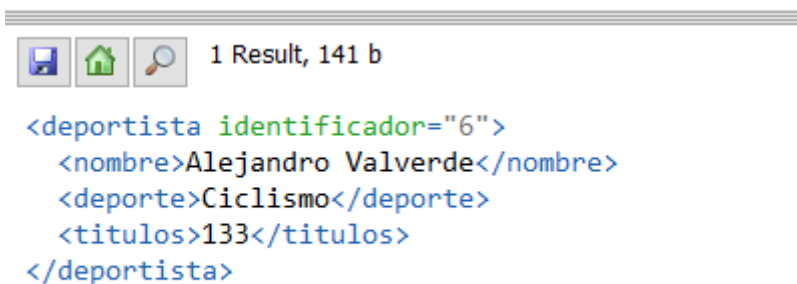 1 Result, 141 b
<deportista identificador="6">
  <nombre>Alejandro Valverde</nombre>
  <deporte>Ciclismo</deporte>
  <titulos>133</titulos>
</deportista>